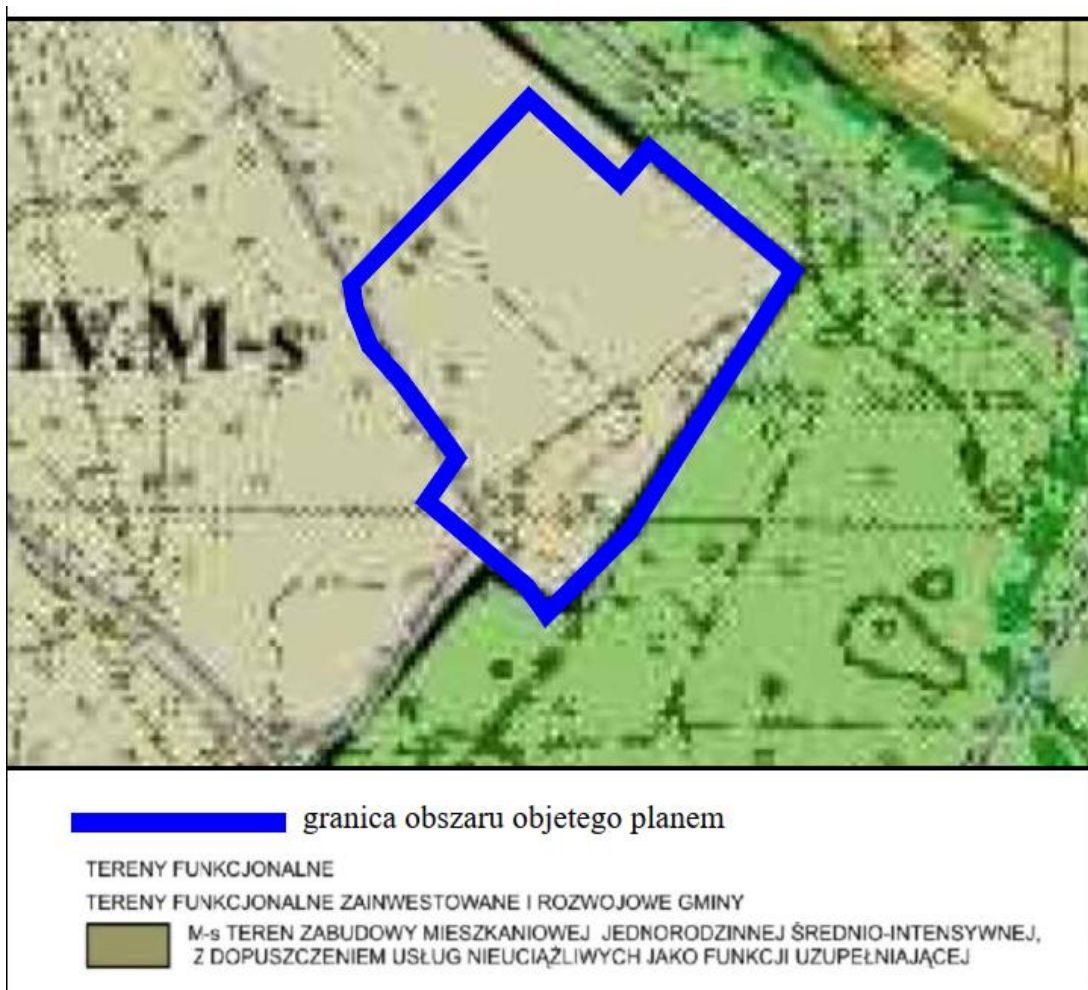 IV.M-s
granica obszaru objetego planem
TERENY FUNKCJONALNE
TERENY FUNKCJONALNE ZAINWESTOWANE I ROZWOJOWE GMINY
M-s TEREN ZABUDOWY MIESZKANIOWEJ JEDNORODZINNEJ ŚREDNIO-INTENSYWNEJ,
Z DOPUSZCZENIEM USŁUG NIEUCIĄŻLIWYCH JAKO FUNKCJI UZUPEŁNIAJĄCEJ